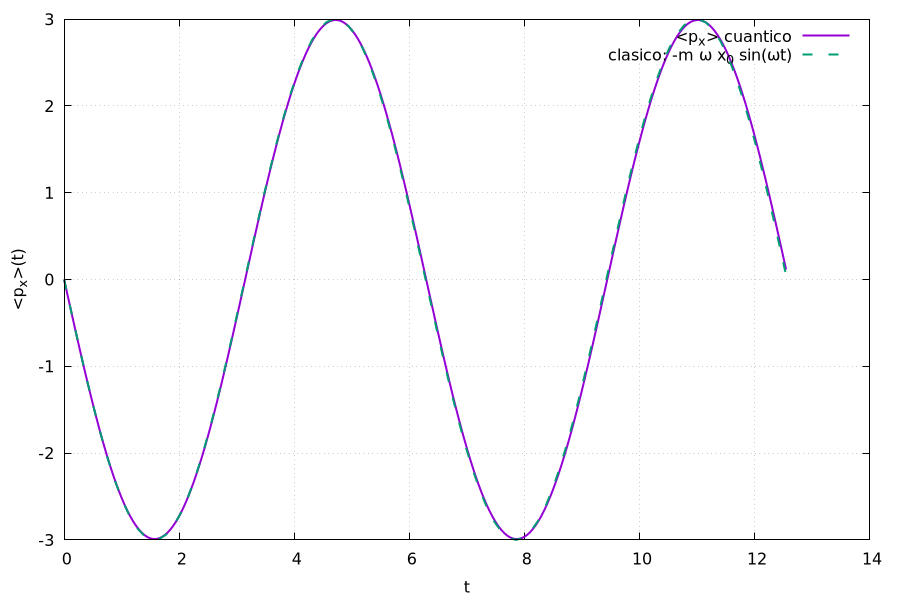 <pₓ> cuantico
clasico: -m ω x₀ sin(ωt)
3
2
1
0
-1
-2
-3
<pₓ>(t)
0 2 4 6 8 10 12 14
t